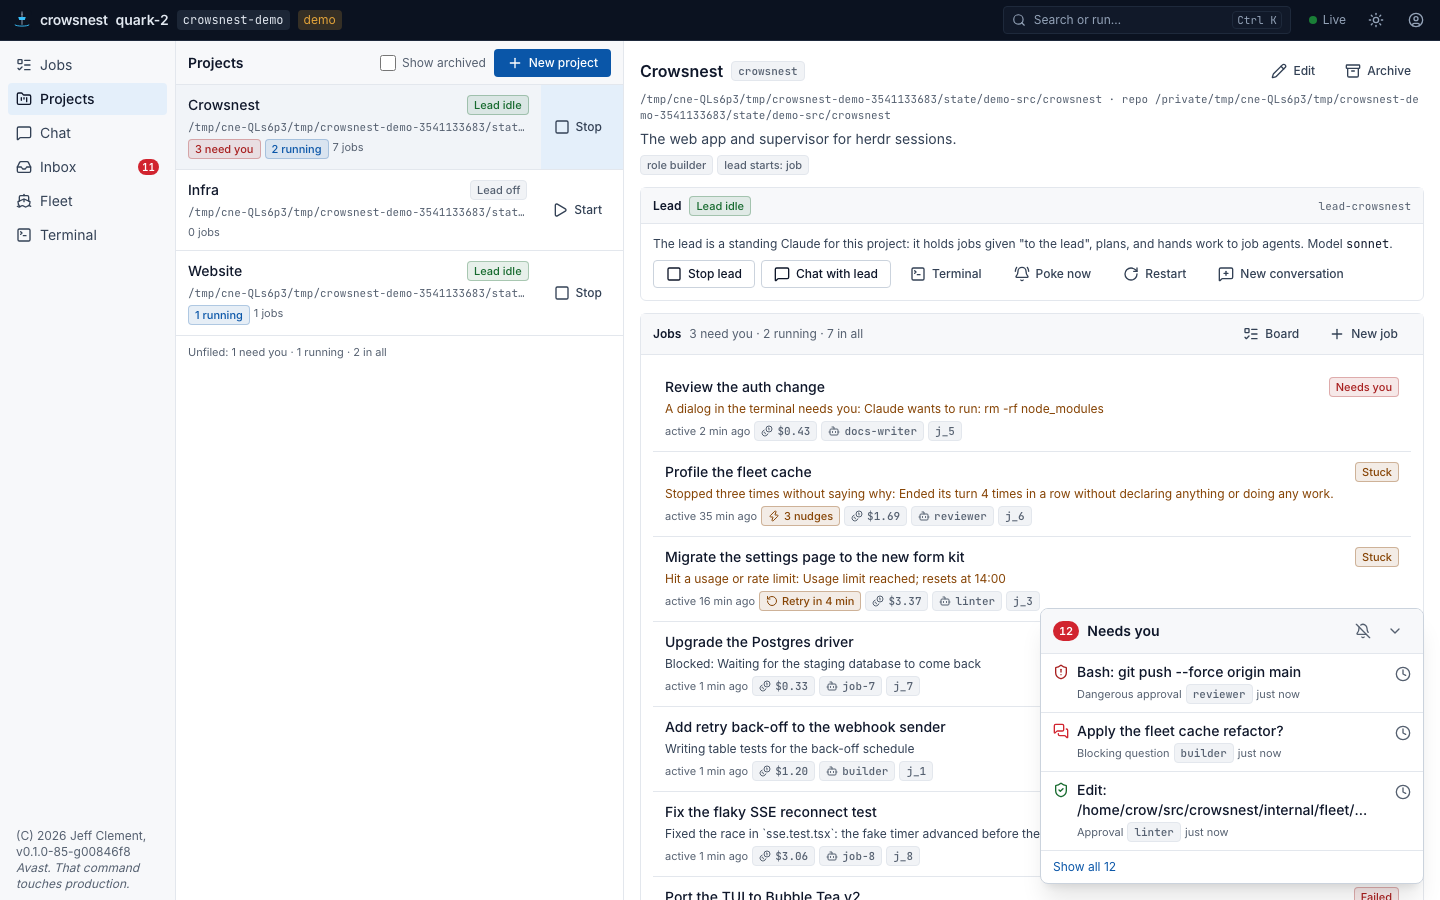 crowsnest quark-2 crowsnest-demo demo
Search or run... Ctrl K
Live
Jobs
Projects
Chat
Inbox 11
Fleet
Terminal
(C) 2026 Jeff Clement,
v0.1.0-85-g00846f8
Avast. That command
touches production.
Projects
Show archived
New project
Crowsnest Lead idle
/tmp/cne-QLs6p3/tmp/crowsnest-demo-3541133683/stat…
3 need you 2 running 7 jobs
Stop
Infra Lead off
/tmp/cne-QLs6p3/tmp/crowsnest-demo-3541133683/stat…
0 jobs
Start
Website Lead idle
/tmp/cne-QLs6p3/tmp/crowsnest-demo-3541133683/stat…
1 running 1 jobs
Stop
Unfiled: 1 need you · 1 running · 2 in all
Crowsnest crowsnest
Edit
Archive
/tmp/cne-QLs6p3/tmp/crowsnest-demo-3541133683/state/demo-src/crowsnest · repo /private/tmp/cne-QLs6p3/tmp/crowsnest-de
mo-3541133683/state/demo-src/crowsnest
The web app and supervisor for herdr sessions.
role builder lead starts: job
Lead Lead idle lead-crowsnest
The lead is a standing Claude for this project: it holds jobs given "to the lead", plans, and hands work to job agents. Model sonnet.
Stop lead Chat with lead Terminal Poke now Restart New conversation
Jobs 3 need you · 2 running · 7 in all Board New job
Review the auth change Needs you
A dialog in the terminal needs you: Claude wants to run: rm -rf node_modules
active 2 min ago $0.43 docs-writer j_5
Profile the fleet cache Stuck
Stopped three times without saying why: Ended its turn 4 times in a row without declaring anything or doing any work.
active 35 min ago 3 nudges $1.69 reviewer j_6
Migrate the settings page to the new form kit Stuck
Hit a usage or rate limit: Usage limit reached; resets at 14:00
active 16 min ago Retry in 4 min $3.37 linter j_3
Upgrade the Postgres driver
Blocked: Waiting for the staging database to come back
active 1 min ago $0.33 job-7 j_7
Add retry back-off to the webhook sender
Writing table tests for the back-off schedule
active 1 min ago $1.20 builder j_1
Fix the flaky SSE reconnect test
Fixed the race in `sse.test.tsx`: the fake timer advanced before the
active 1 min ago $3.06 job-8 j_8
Port the TUI to Bubble Tea v2 Failed
12 Needs you
Bash: git push --force origin main
Dangerous approval reviewer just now
Apply the fleet cache refactor?
Blocking question builder just now
Edit:
/home/crow/src/crowsnest/internal/fleet/…
Approval linter just now
Show all 12